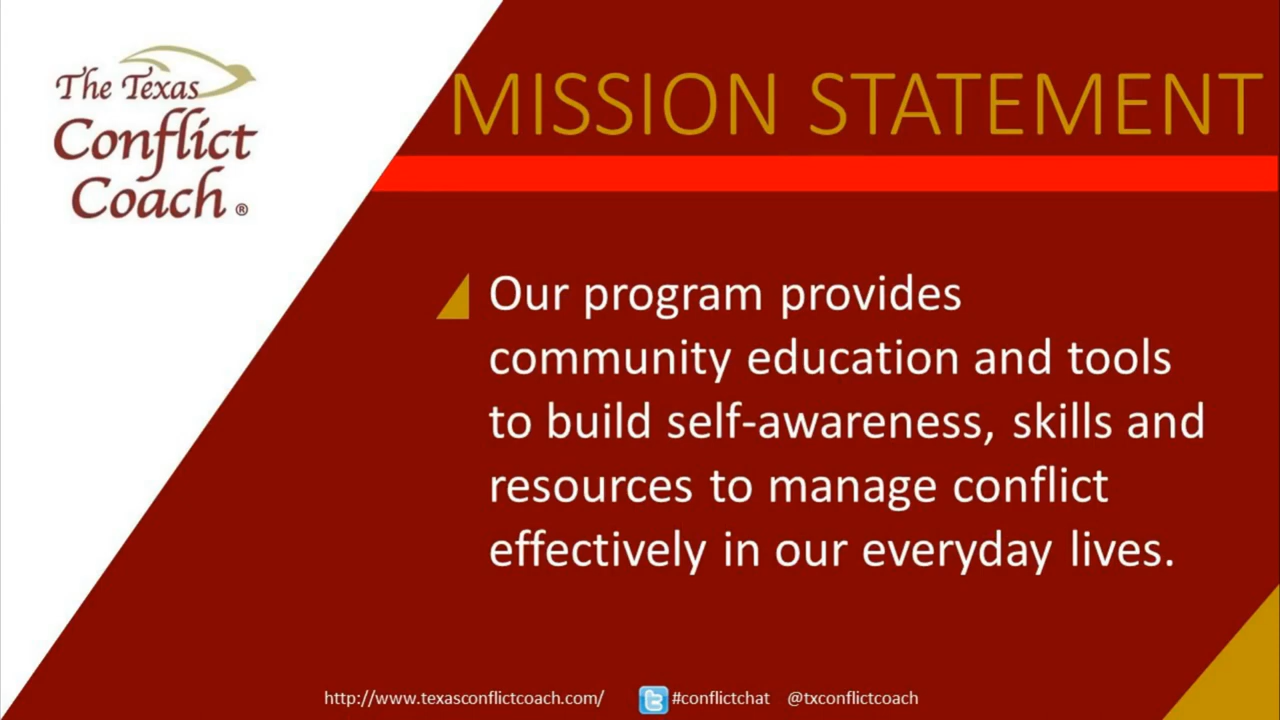 The Texas
Conflict
Coach ®
MISSION STATEMENT
Our program provides
community education and tools
to build self-awareness, skills and
resources to manage conflict
effectively in our everyday lives.
http://www.texasconflictcoach.com/ #conflictchat @txconflictcoach